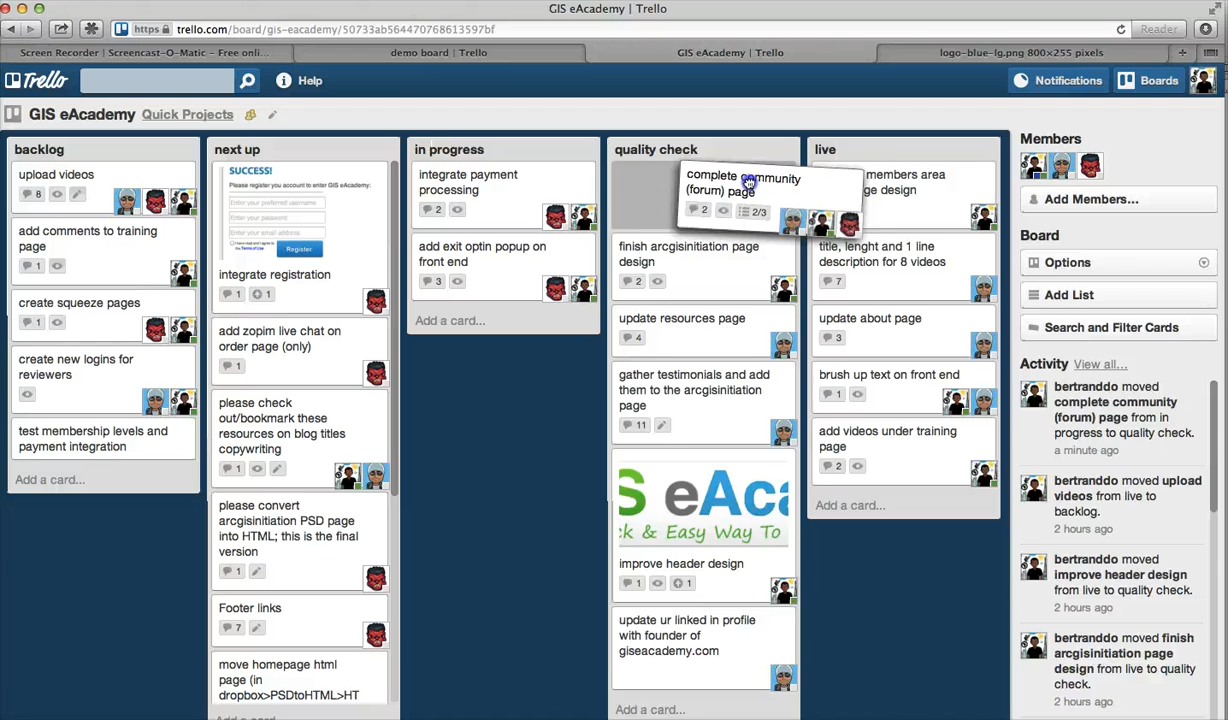 GIS eAcademy | Trello
https trello.com/board/gis-eacademy/50733ab564470768613597bf
Reader
Screen Recorder | Screencast-O-Matic - Free onli...
demo board | Trello
GIS eAcademy | Trello
logo-blue-lg.png 800×255 pixels
Trello
Help
Notifications
Boards
GIS eAcademy
Quick Projects
backlog
upload videos
8
add comments to training
page
1
create squeeze pages
1
create new logins for
reviewers
test membership levels and
payment integration
Add a card...
next up
SUCCESS!
Please register you account to enter GIS eAcademy:
Enter your preferred username
Enter your password
Register
integrate registration
1 1
add zopim live chat on
order page (only)
1
please check
out/bookmark these
resources on blog titles
copywriting
1
please convert
arcgisinitiation PSD page
into HTML; this is the final
version
1
Footer links
7
move homepage html
page (in
dropbox>PSDtoHTML>HT
in progress
integrate payment
processing
2
add exit optin popup on
front end
3
Add a card...
quality check
complete community
(forum) page
2 2/3
finish arcgisinitiation page
design
2
update resources page
4
gather testimonials and add
them to the arcgisinitiation
page
11
S eAca
ck & Easy Way To
improve header design
1 1
update ur linked in profile
with founder of
giseacademy.com
Add a card...
live
members area
ge design
title, lenght and 1 line
description for 8 videos
7
update about page
3
brush up text on front end
1
add videos under training
page
2
Add a card...
Members
Add Members...
Board
Options
Add List
Search and Filter Cards
Activity View all...
bertranddo moved
complete community
(forum) page from in
progress to quality check.
a minute ago
bertranddo moved upload
videos from live to
backlog.
2 hours ago
bertranddo moved
improve header design
from live to quality check.
2 hours ago
bertranddo moved finish
arcgisinitiation page
design from live to quality
check.
2 hours ago